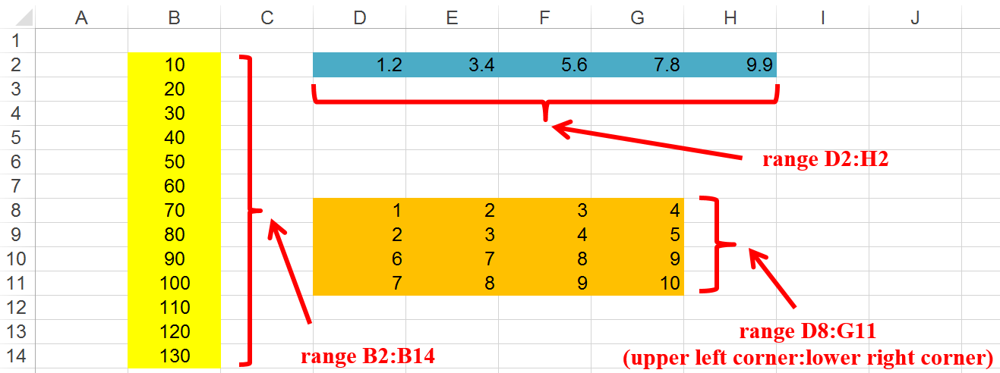 A B C D E F G H I J
1
2 10 1.2 3.4 5.6 7.8 9.9
3 20
4 30
5 40
6 50 range D2:H2
7 60
8 70 1 2 3 4
9 80 2 3 4 5
10 90 6 7 8 9
11 100 7 8 9 10
12 110
13 120 range D8:G11
14 130 range B2:B14 (upper left corner:lower right corner)